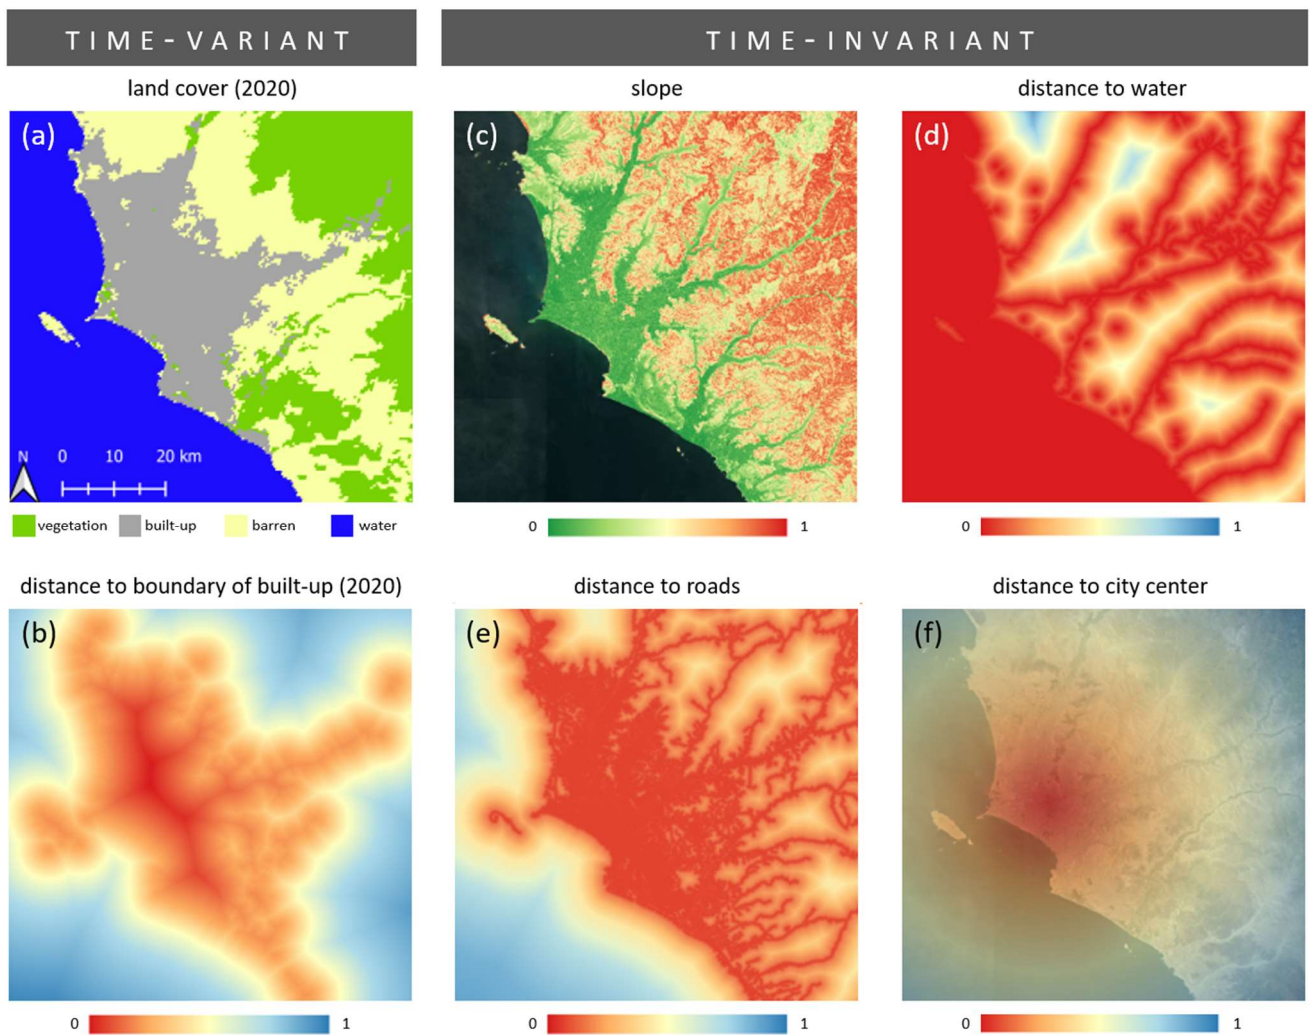 TIME-VARIANT
TIME-INVARIANT
land cover (2020)
slope
distance to water
(a)
(c)
(d)
N 0 10 20 km
vegetation built-up barren water
0 1
0 1
distance to boundary of built-up (2020)
distance to roads
distance to city center
(b)
(e)
(f)
0 1
0 1
0 1